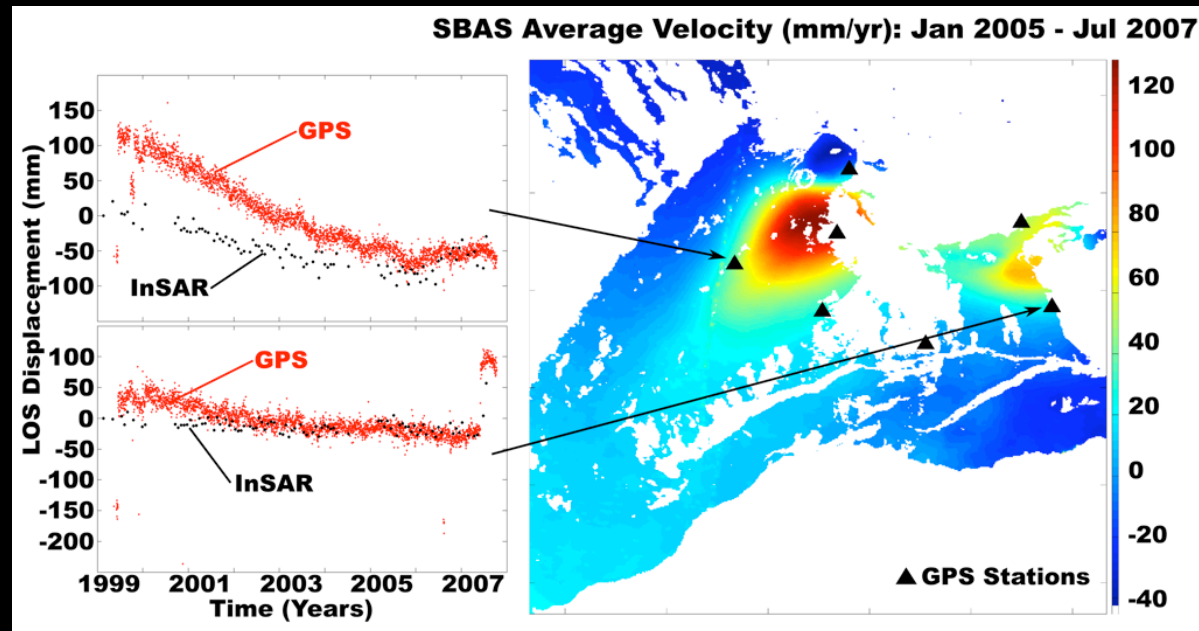 SBAS Average Velocity (mm/yr): Jan 2005 - Jul 2007
LOS Displacement (mm)
150
100
50
0
-50
-100
GPS
InSAR
100
50
0
-50
-100
-150
-200
GPS
InSAR
1999 2001 2003 2005 2007
Time (Years)
GPS Stations
120
100
80
60
40
20
0
-20
-40